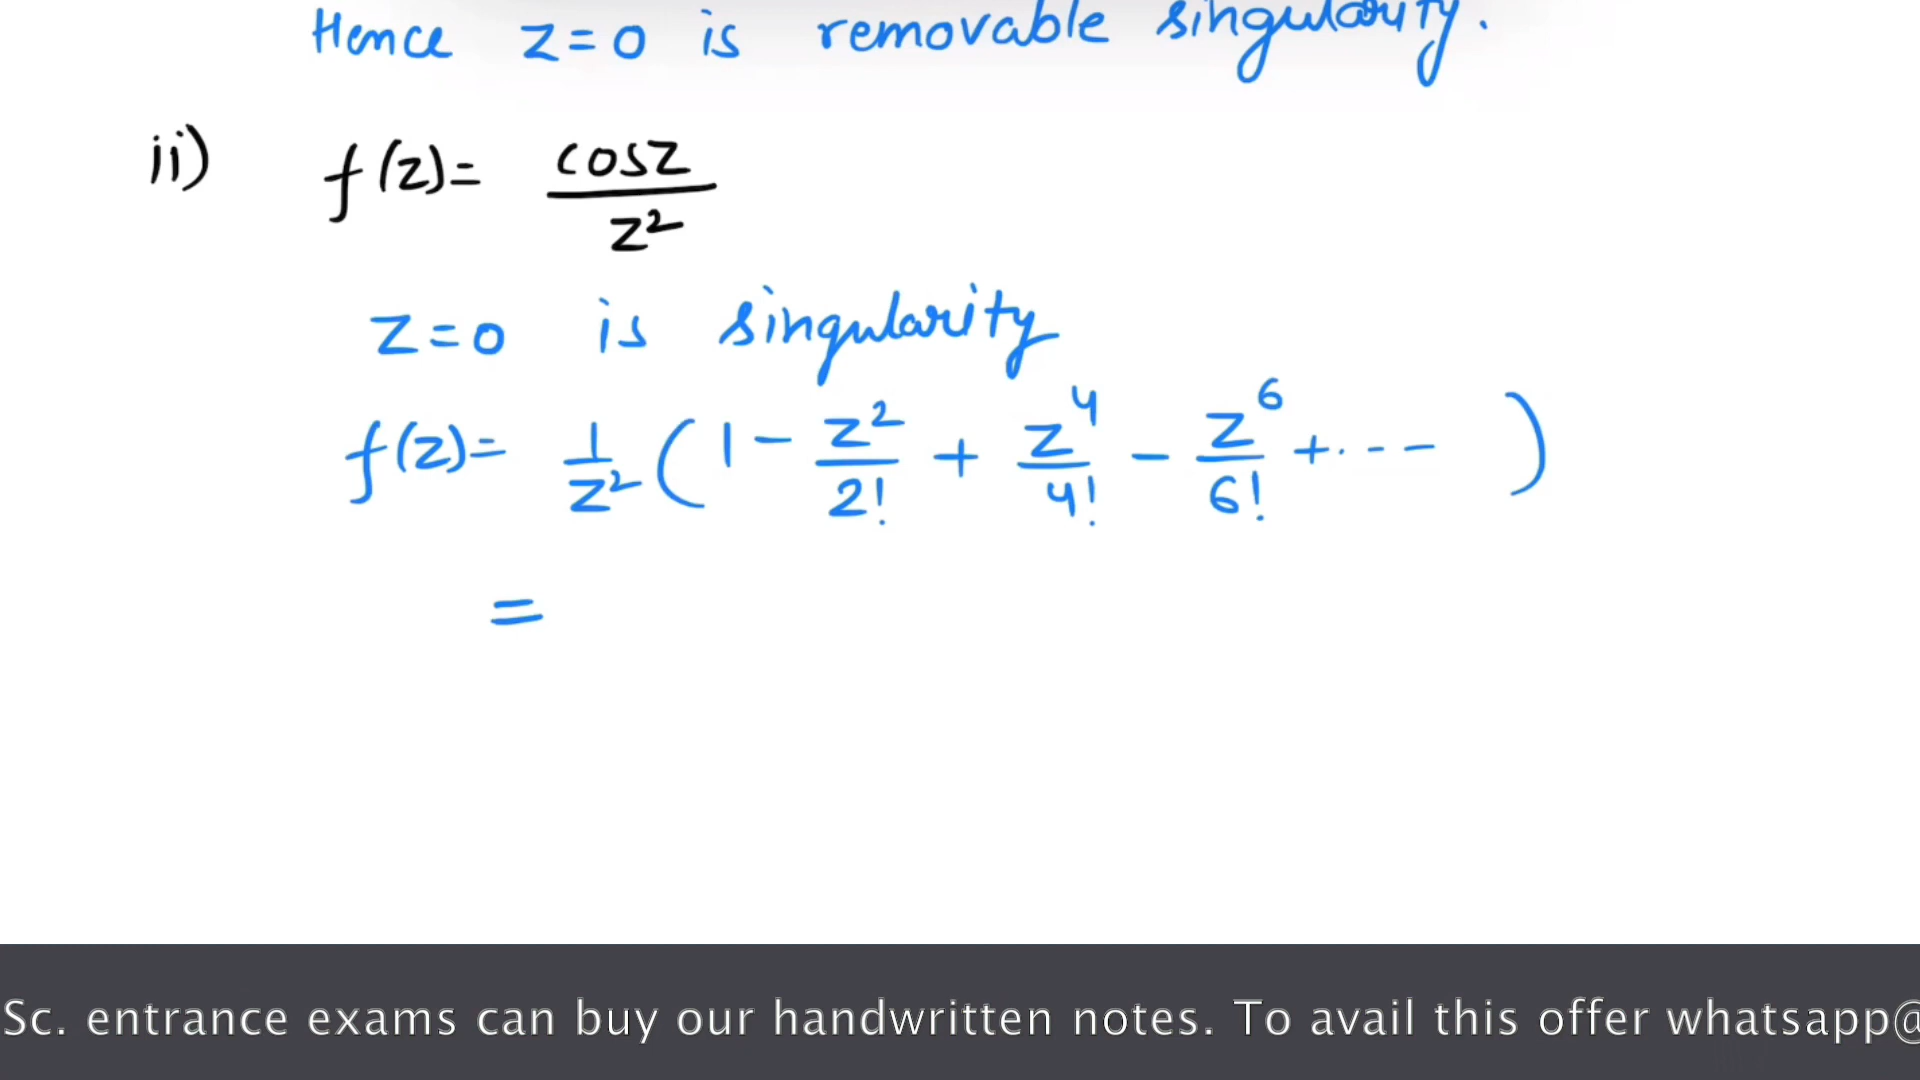 Hence z=0 is removable singularity.
ii) f(z)= cosz / z²
z=0 is singularity
f(z)= 1/z² (1 - z²/2! + z⁴/4! - z⁶/6! + ---)
=
Sc. entrance exams can buy our handwritten notes. To avail this offer whatsapp@